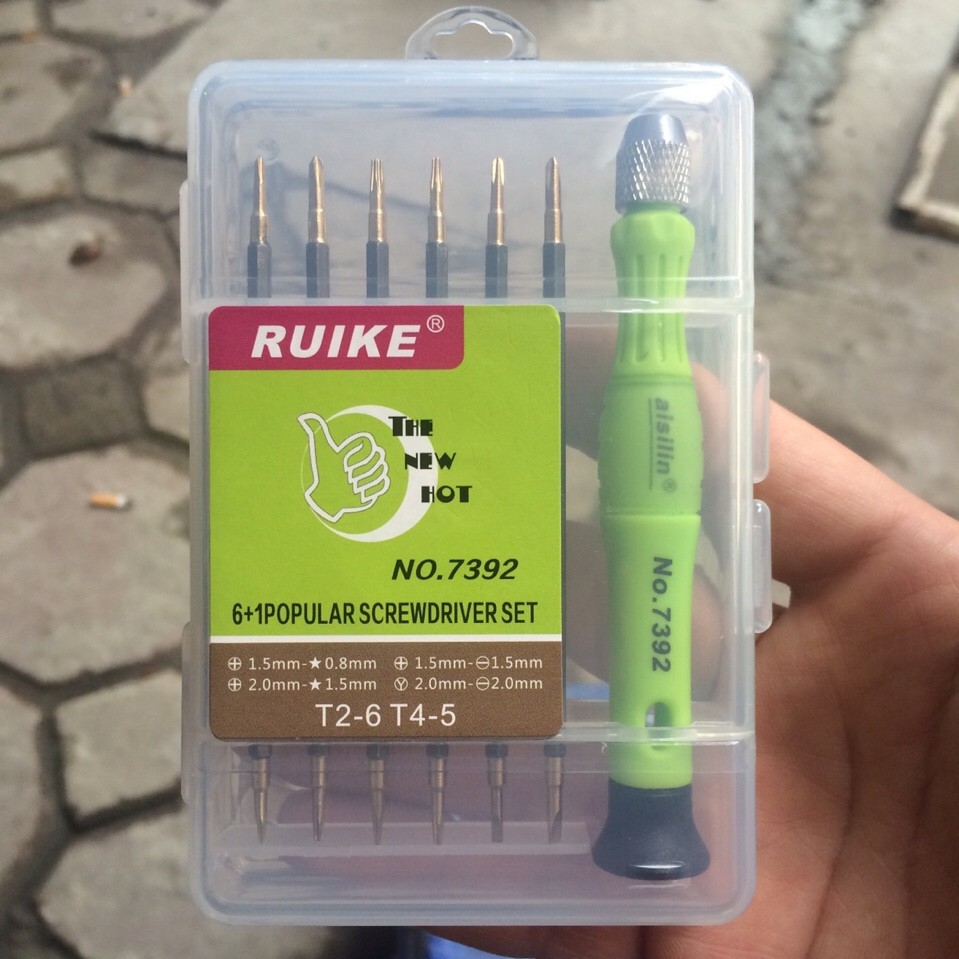 RUIKE®
THE
NEW
HOT
NO.7392
6+1POPULAR SCREWDRIVER SET
⊕ 1.5mm-★0.8mm ⊕ 1.5mm-⊖1.5mm
⊕ 2.0mm-★1.5mm Ⓨ 2.0mm-⊖2.0mm
T2-6 T4-5
aisilin®
No.7392